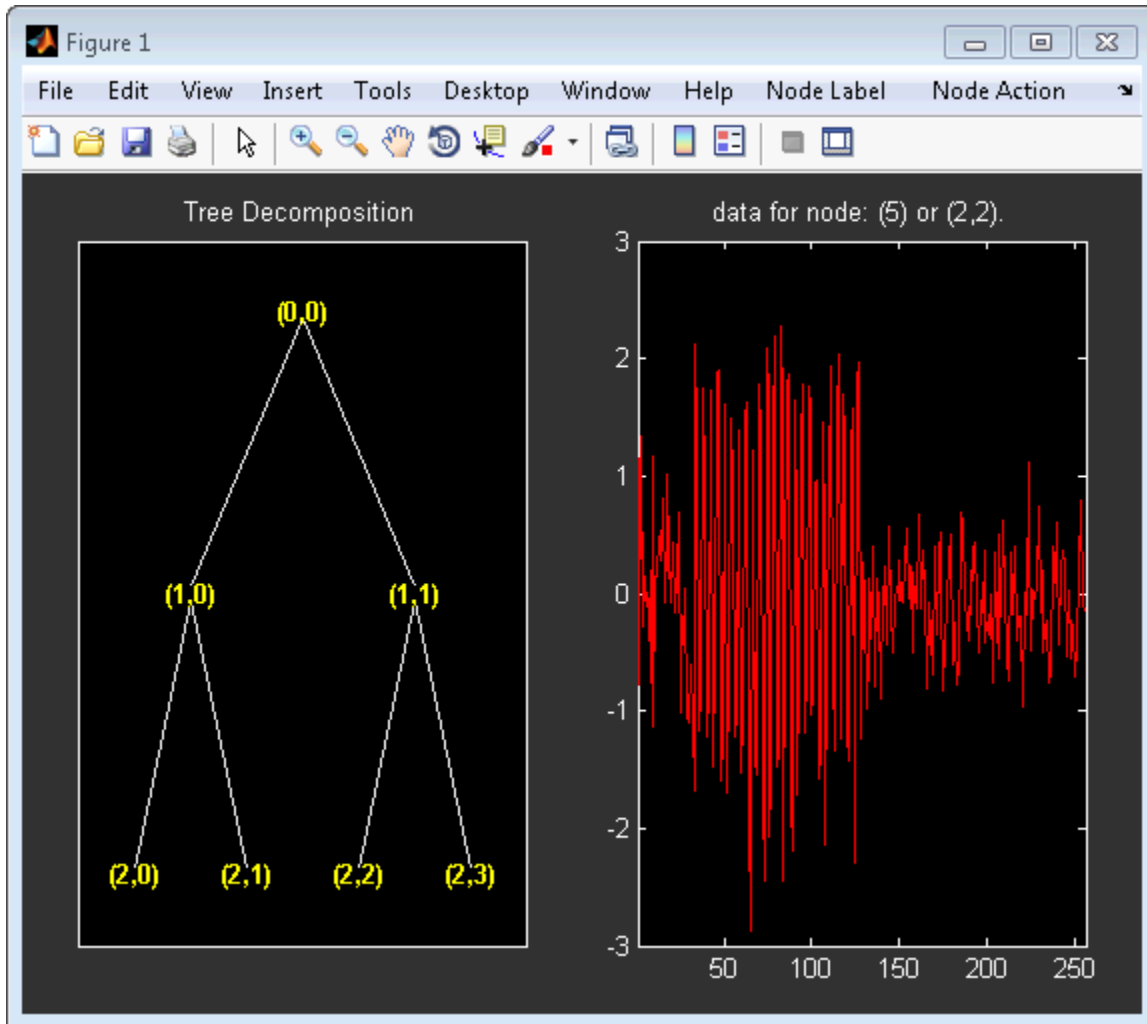 Figure 1
File Edit View Insert Tools Desktop Window Help Node Label Node Action
Tree Decomposition
(0,0)
(1,0) (1,1)
(2,0) (2,1) (2,2) (2,3)
data for node: (5) or (2,2).
3
2
1
0
-1
-2
-3
50 100 150 200 250